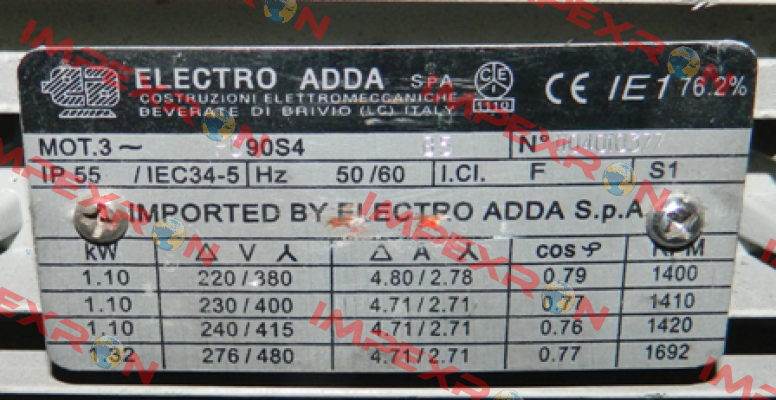 ELECTRO ADDA S.P.A. CE IE1 76.2%
COSTRUZIONI ELETTROMECCANICHE
BEVERATE DI BRIVIO (LC) ITALY 1110
MOT.3 ~ 90S4 N°
IP 55 / IEC34-5 Hz 50/60 I.Cl. F S1
IMPORTED BY ELECTRO ADDA S.p.A
kW Δ V ⅄ Δ A ⅄ cos φ RPM
1.10 220/380 4.80/2.78 0.79 1400
1.10 230/400 4.71/2.71 0.77 1410
1.10 240/415 4.71/2.71 0.76 1420
1.32 276/480 4.71/2.71 0.77 1692
IMPEXRON